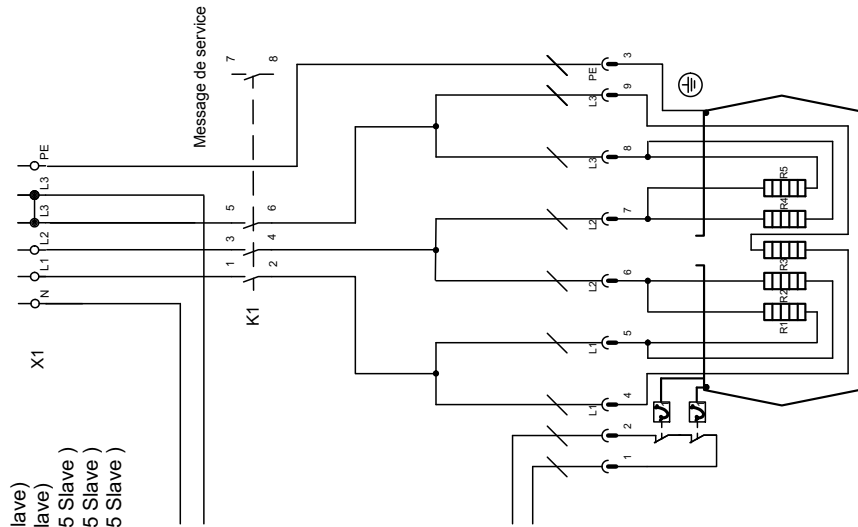 Message de service
PE
L3
L3
L2
L1
N
X1
7
8
5
6
3
4
1
2
K1
PE
3
L3
9
L3
8
L2
7
L2
6
L1
5
L1
4
2
1
R5
R4
R3
R2
R1
lave)
lave)
5 Slave )
5 Slave )
5 Slave )